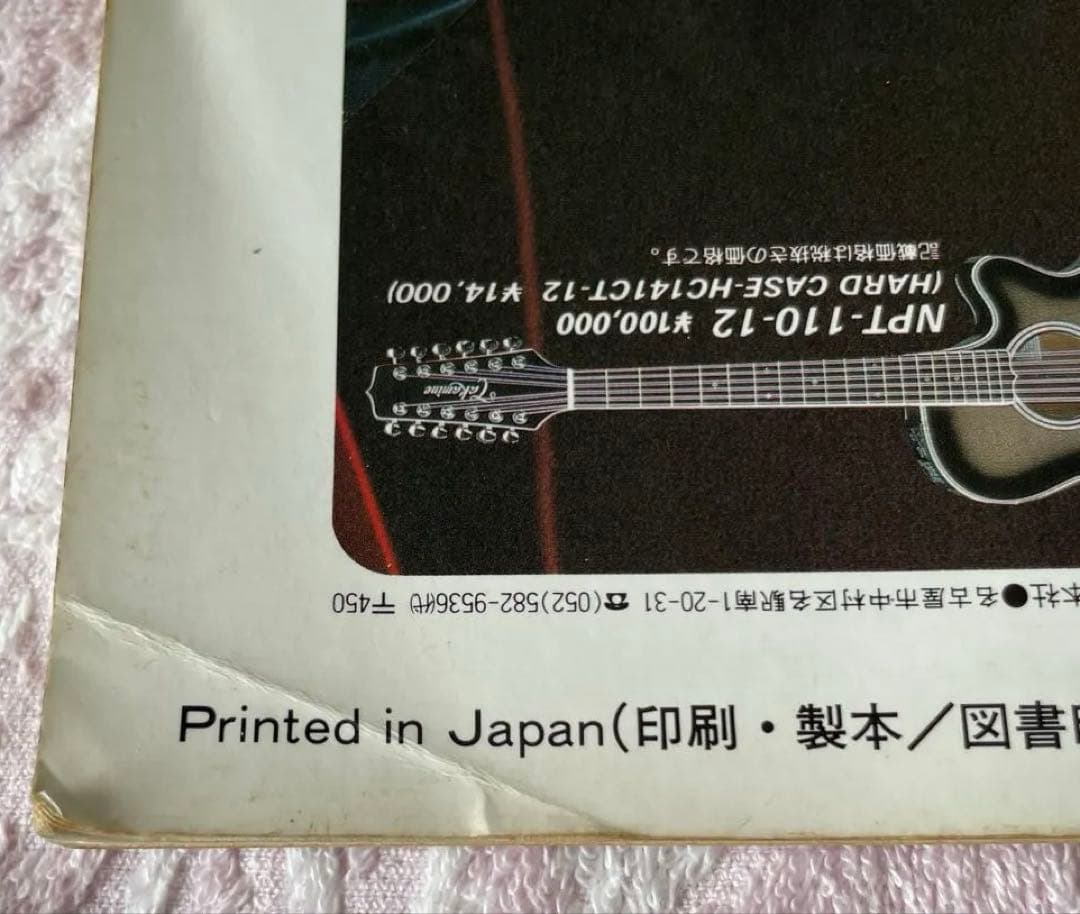 記載価格は税抜きの価格です。
(HARD CASE-HC141CT-12 ¥14,000)
NPT-110-12 ¥100,000
Takamine
本社●名古屋市中村区名駅南1-20-31 ☎(052)582-9536㈹ 〒450
Printed in Japan(印刷・製本／図書印